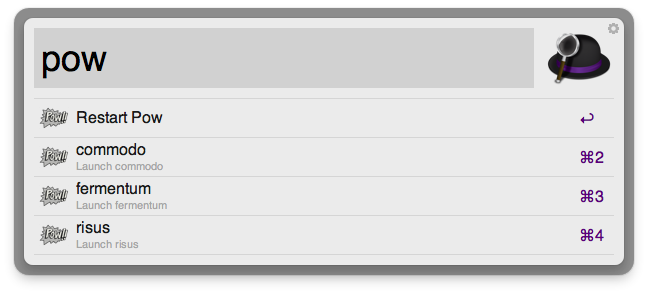 pow
Pow!
Restart Pow
↩
Pow!
commodo
Launch commodo
⌘2
Pow!
fermentum
Launch fermentum
⌘3
Pow!
risus
Launch risus
⌘4